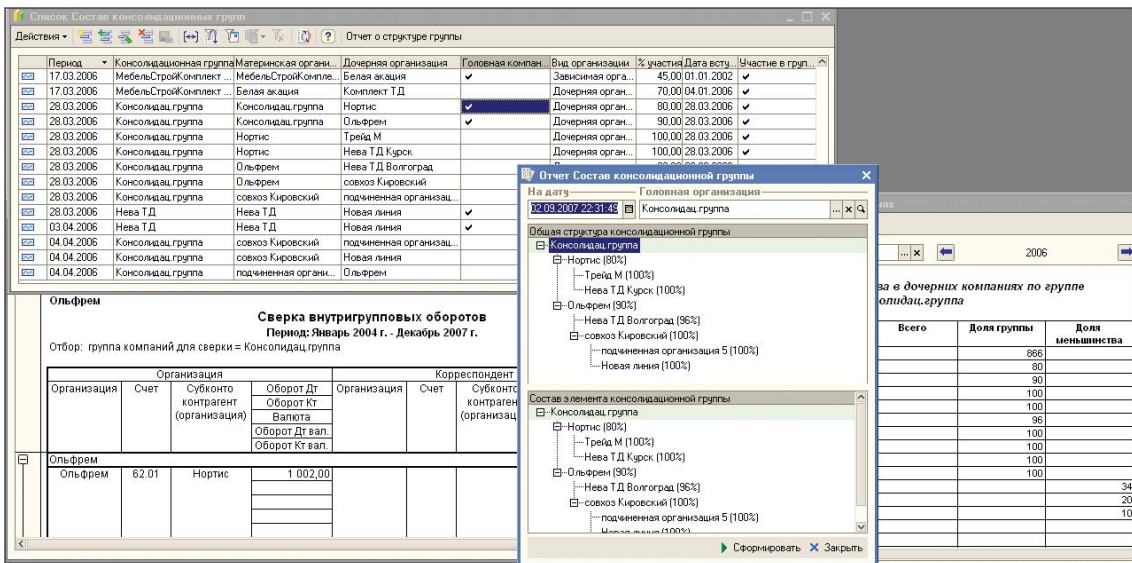 Список Состав консолидационных групп
Действия Отчет о структуре группы
Период Консолидационная группа Материнская органи... Дочерняя организация Головная компан... Вид организации % участия Дата всту... Участие в груп...
17.03.2006 МебельСтройКомплект ... МебельСтройКомпле... Белая акация Зависимая орга... 45,00 01.01.2002
17.03.2006 МебельСтройКомплект ... Белая акация Комплект ТД Дочерняя орган... 70,00 04.01.2006
28.03.2006 Консолидац.группа Консолидац.группа Нортис Дочерняя орган... 80,00 28.03.2006
28.03.2006 Консолидац.группа Консолидац.группа Ольфрем Дочерняя орган... 90,00 28.03.2006
28.03.2006 Консолидац.группа Нортис Трейд М Дочерняя орган... 100,00 28.03.2006
28.03.2006 Консолидац.группа Нортис Нева ТД Курск Дочерняя орган... 100,00 28.03.2006
28.03.2006 Консолидац.группа Ольфрем Нева ТД Волгоград
28.03.2006 Консолидац.группа Ольфрем совхоз Кировский
28.03.2006 Консолидац.группа совхоз Кировский подчиненная организац...
28.03.2006 Нева ТД Нева ТД Новая линия
03.04.2006 Нева ТД Нева ТД Новая линия
04.04.2006 Консолидац.группа совхоз Кировский подчиненная организац...
04.04.2006 Консолидац.группа совхоз Кировский Новая линия
04.04.2006 Консолидац.группа подчиненная органи... Ольфрем
Отчет Состав консолидационной группы
На дату Головная организация
02.09.2007 22:31:49 Консолидац.группа ...
Общая структура консолидационной группы
Консолидац.группа
Нортис (80%)
Трейд М (100%)
Нева ТД Курск (100%)
Ольфрем (90%)
Нева ТД Волгоград (96%)
совхоз Кировский (100%)
подчиненная организация 5 (100%)
Новая линия (100%)
Состав элемента консолидационной группы
Консолидац.группа
Нортис (80%)
Трейд М (100%)
Нева ТД Курск (100%)
Ольфрем (90%)
Нева ТД Волгоград (96%)
совхоз Кировский (100%)
подчиненная организация 5 (100%)
Новая линия (100%)
Сформировать Закрыть
Ольфрем
Сверка внутригрупповых оборотов
Период: Январь 2004 г. - Декабрь 2007 г.
Отбор: группа компаний для сверки = Консолидац.группа
Организация Корреспондент
Организация Счет Субконто контрагент (организация) Оборот Дт Организация Счет Субконто
Оборот Кт
Валюта
Оборот Дт вал.
Оборот Кт вал.
Ольфрем
Ольфрем 62.01 Нортис 1 002,00
... 2006
ва в дочерних компаниях по группе
олидац.группа
Всего Доля группы Доля меньшинства
866
80
90
100
100
96
100
100
100
100
34
20
10